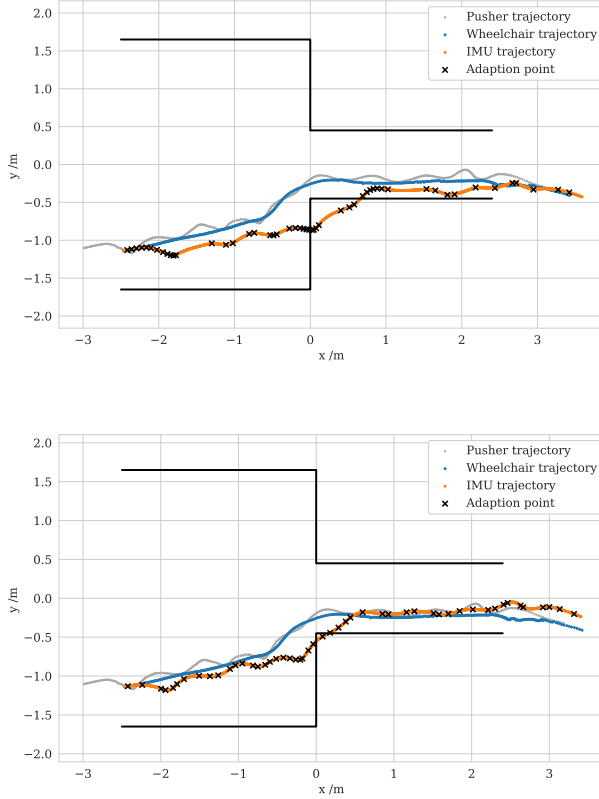 2.0
1.5
1.0
0.5
0.0
−0.5
−1.0
−1.5
−2.0
y /m
Pusher trajectory
Wheelchair trajectory
IMU trajectory
Adaption point
−3 −2 −1 0 1 2 3
x /m
2.0
1.5
1.0
0.5
0.0
−0.5
−1.0
−1.5
−2.0
y /m
Pusher trajectory
Wheelchair trajectory
IMU trajectory
Adaption point
−3 −2 −1 0 1 2 3
x /m